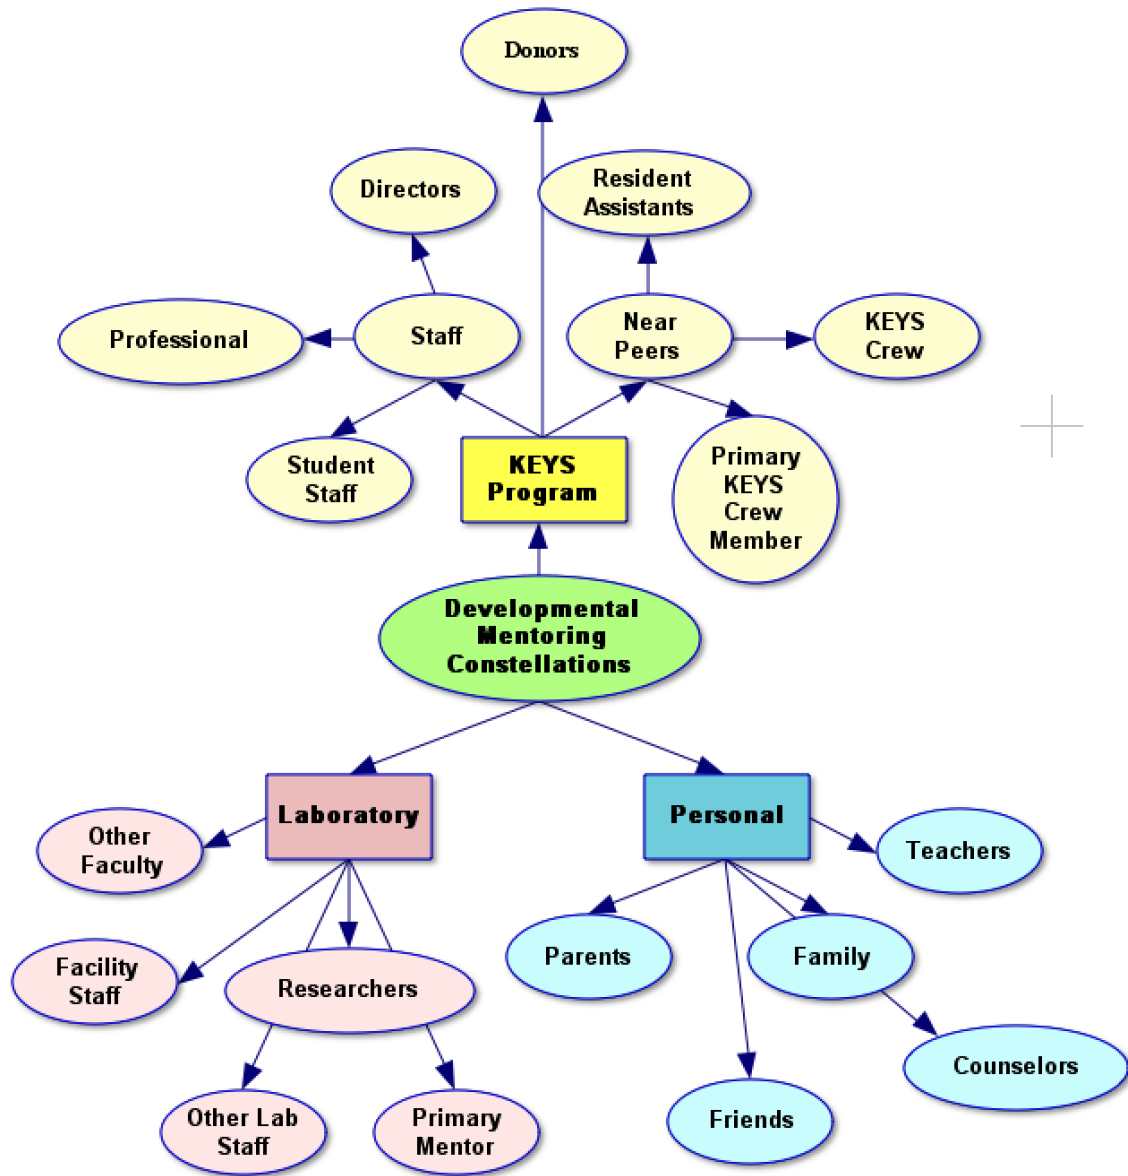 Donors
Directors
Resident
Assistants
Professional
Staff
Near
Peers
KEYS
Crew
Student
Staff
KEYS
Program
Primary
KEYS
Crew
Member
Developmental
Mentoring
Constellations
Laboratory
Personal
Other
Faculty
Teachers
Facility
Staff
Researchers
Parents
Family
Counselors
Other Lab
Staff
Primary
Mentor
Friends